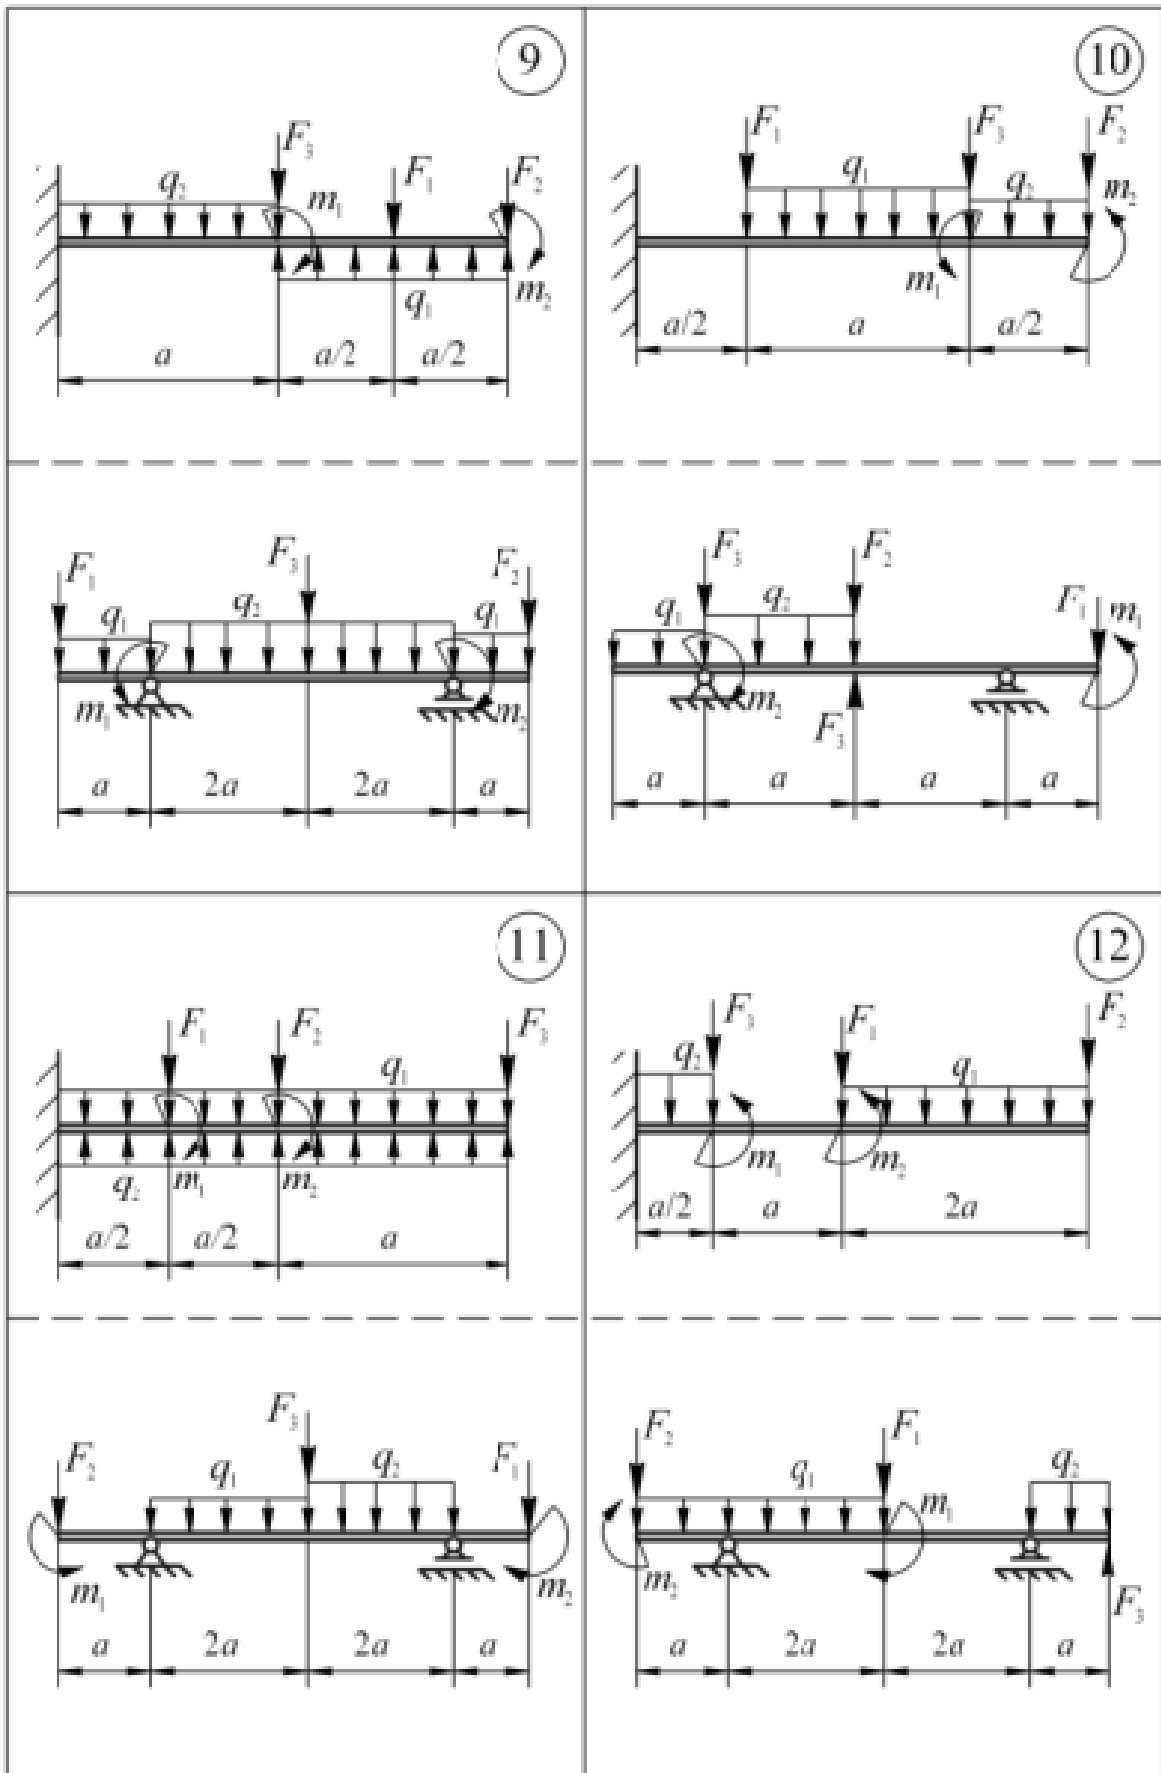 9
F₃
F₁
F₂
q₂
m₁
m₂
q₁
a
a/2
a/2
10
F₁
F₃
F₂
q₁
q₂
m₂
m₁
a/2
a
a/2
F₁
F₃
F₂
q₁
q₂
q₁
m₁
m₂
a
2a
2a
a
F₃
F₂
F₁
m₁
q₁
q₂
m₂
F₃
a
a
a
a
11
F₁
F₂
F₃
q₁
q₂
m₁
m₂
a/2
a/2
a
12
F₃
F₁
F₂
q₂
q₁
m₁
m₂
a/2
a
2a
F₂
F₃
F₁
q₁
q₂
m₁
m₂
a
2a
2a
a
F₂
F₁
q₁
q₂
m₁
m₂
F₃
a
2a
2a
a